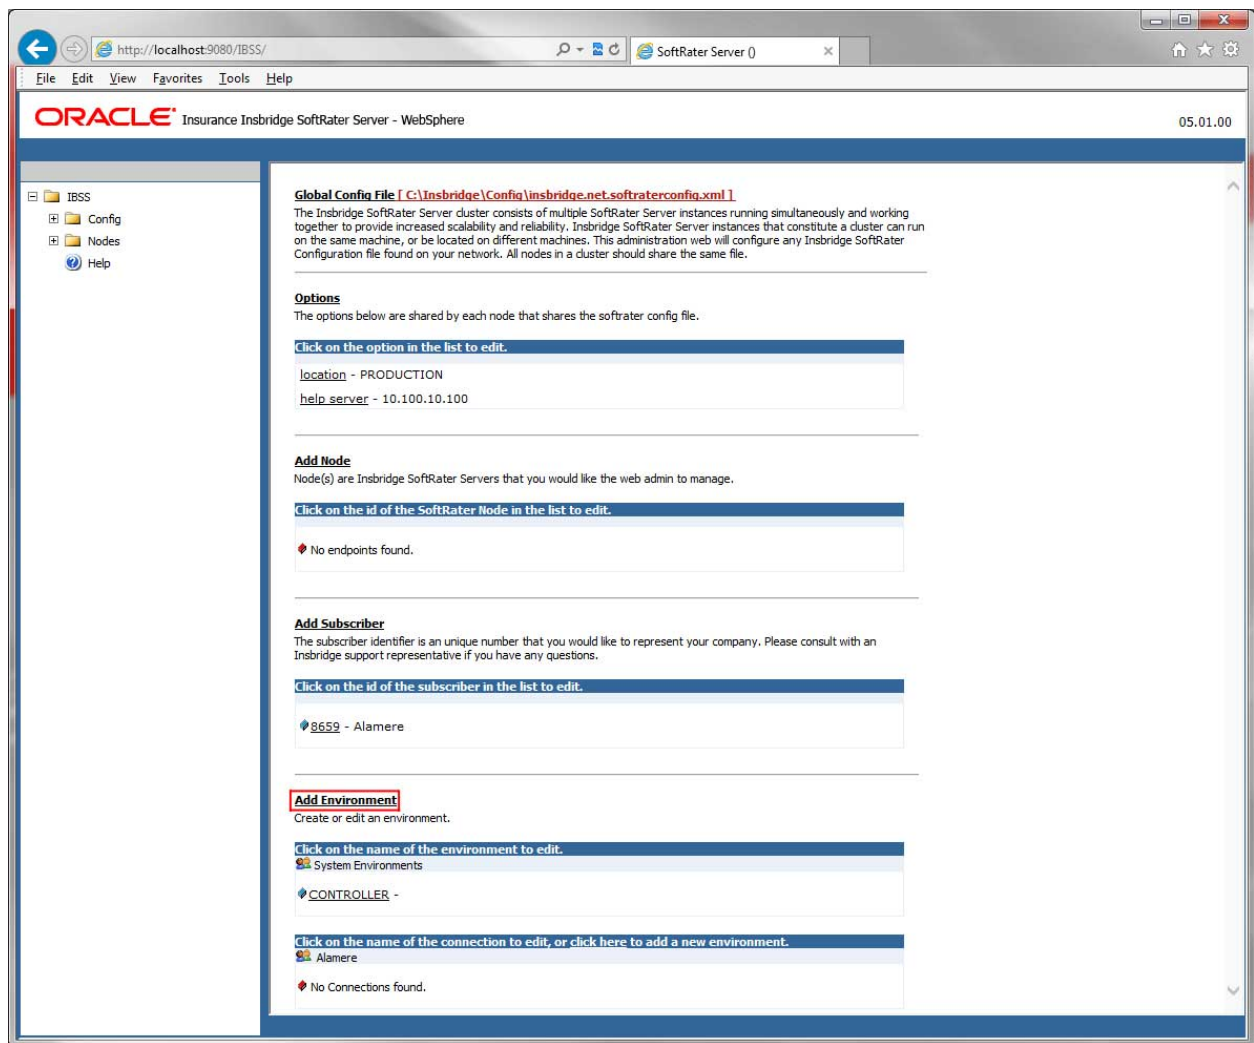 http://localhost:9080/IBSS/
SoftRater Server ()
File Edit View Favorites Tools Help
ORACLE Insurance Insbridge SoftRater Server - WebSphere
05.01.00
IBSS
Config
Nodes
Help
Global Config File [ C:\Insbridge\Config\insbridge.net.softraterconfig.xml ]
The Insbridge SoftRater Server cluster consists of multiple SoftRater Server instances running simultaneously and working
together to provide increased scalability and reliability. Insbridge SoftRater Server instances that constitute a cluster can run
on the same machine, or be located on different machines. This administration web will configure any Insbridge SoftRater
Configuration file found on your network. All nodes in a cluster should share the same file.
Options
The options below are shared by each node that shares the softrater config file.
Click on the option in the list to edit.
location - PRODUCTION
help server - 10.100.10.100
Add Node
Node(s) are Insbridge SoftRater Servers that you would like the web admin to manage.
Click on the id of the SoftRater Node in the list to edit.
No endpoints found.
Add Subscriber
The subscriber identifier is an unique number that you would like to represent your company. Please consult with an
Insbridge support representative if you have any questions.
Click on the id of the subscriber in the list to edit.
8659 - Alamere
Add Environment
Create or edit an environment.
Click on the name of the environment to edit.
System Environments
CONTROLLER -
Click on the name of the connection to edit, or click here to add a new environment.
Alamere
No Connections found.